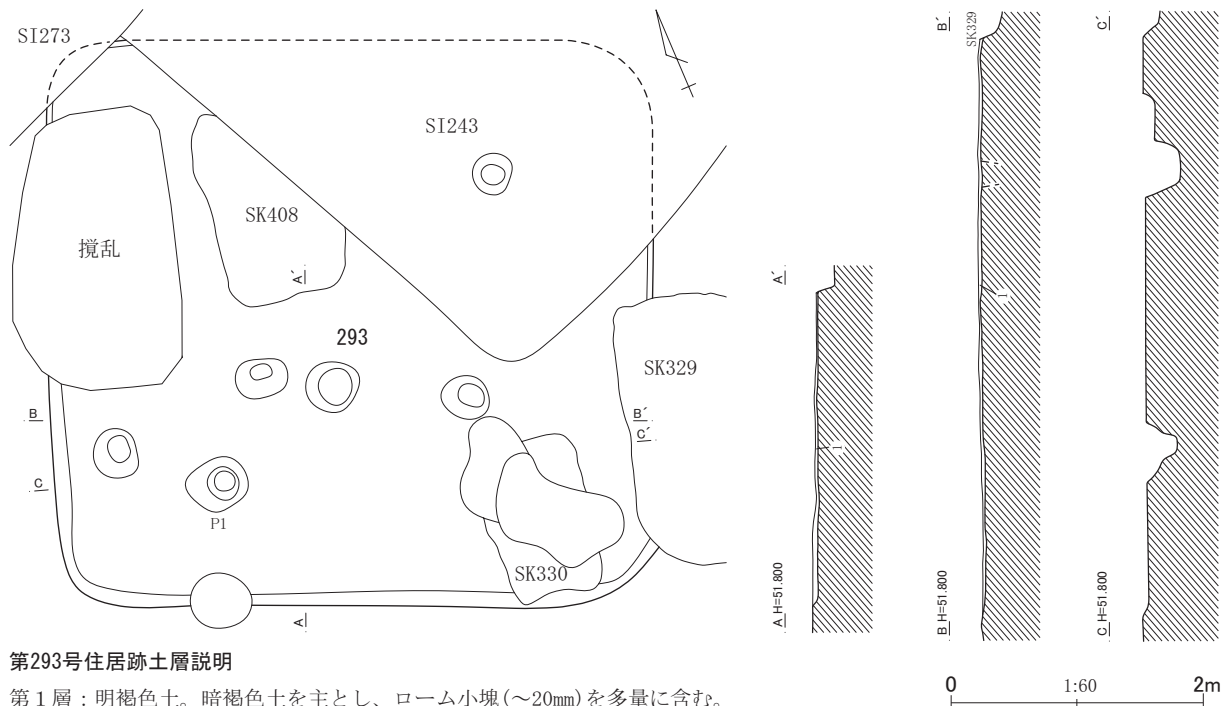 SI273
SI243
SK408
撹乱
A´
293
SK329
B
B´
C´
C
P1
SK330
A
A´
1
A H=51.800
B´
SK329
1
B H=51.800
C´
C H=51.800
第293号住居跡土層説明
第１層：明褐色土。暗褐色土を主とし、ローム小塊(～20mm)を多量に含む。
0 1:60 2m